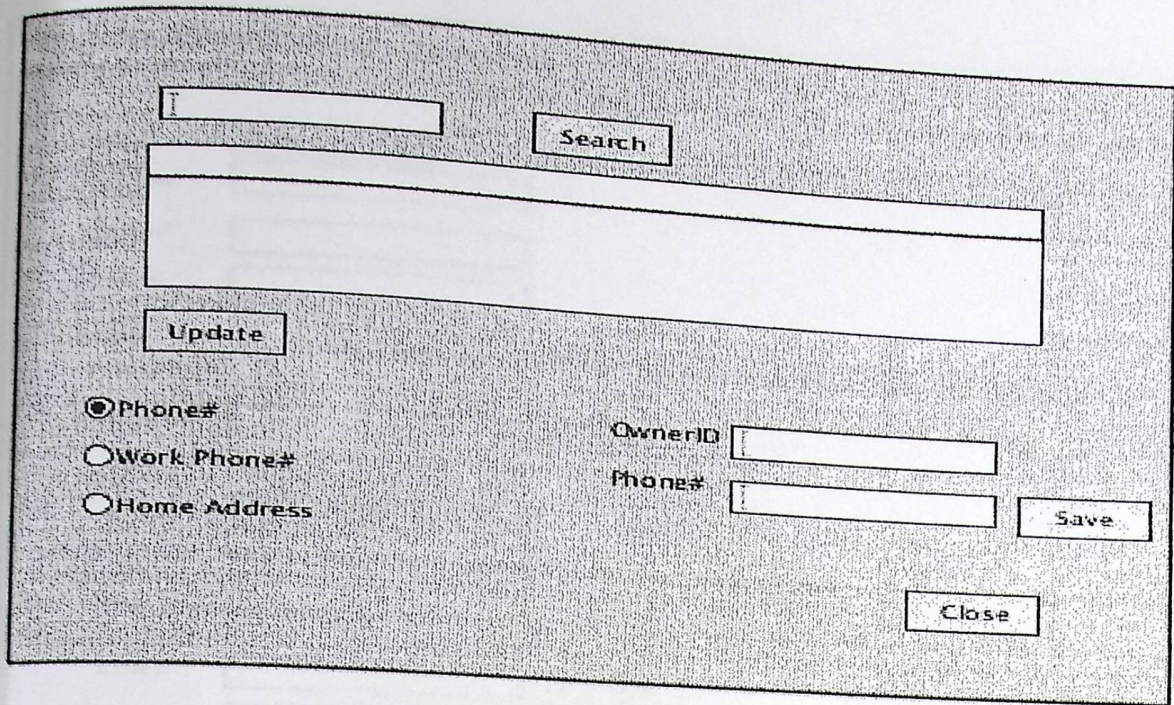 Search
Update
Phone#
Work Phone#
Home Address
OwnerID
Phone#
Save
Close